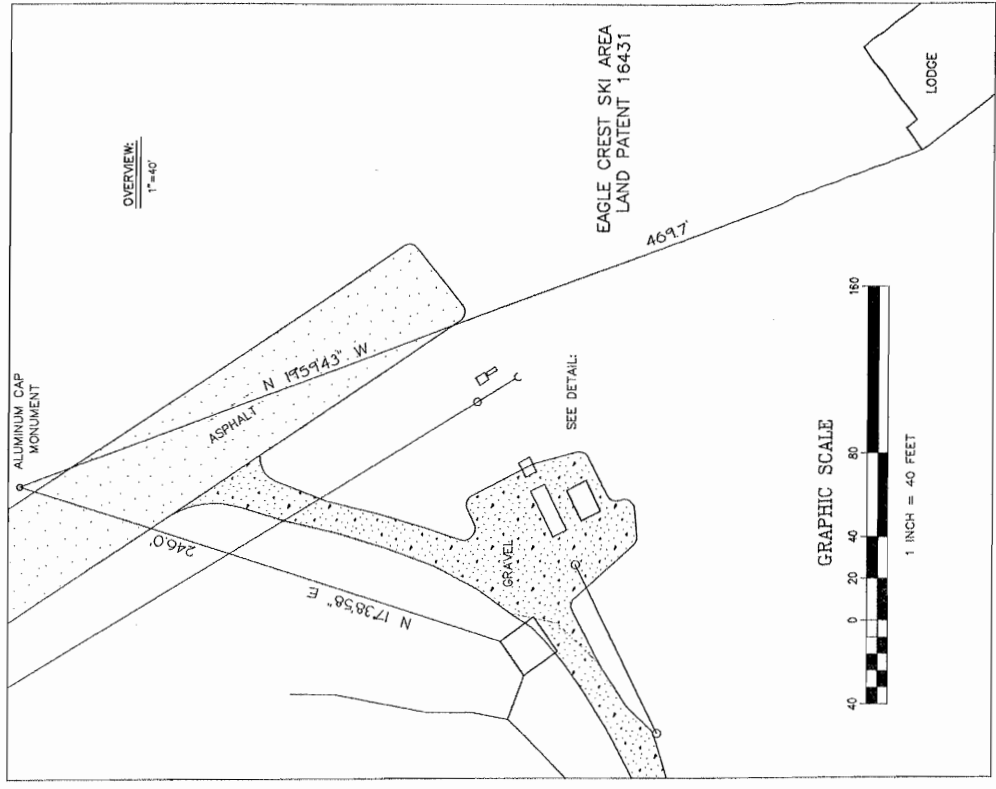 OVERVIEW:
1"=40'
ALUMINUM CAP
MONUMENT
N 19°59'43" W
ASPHALT
246.0'
N 17°38'58" E
GRAVEL
SEE DETAIL:
469.7'
EAGLE CREST SKI AREA
LAND PATENT 16431
LODGE
GRAPHIC SCALE
40 0 20 40 80 160
1 INCH = 40 FEET